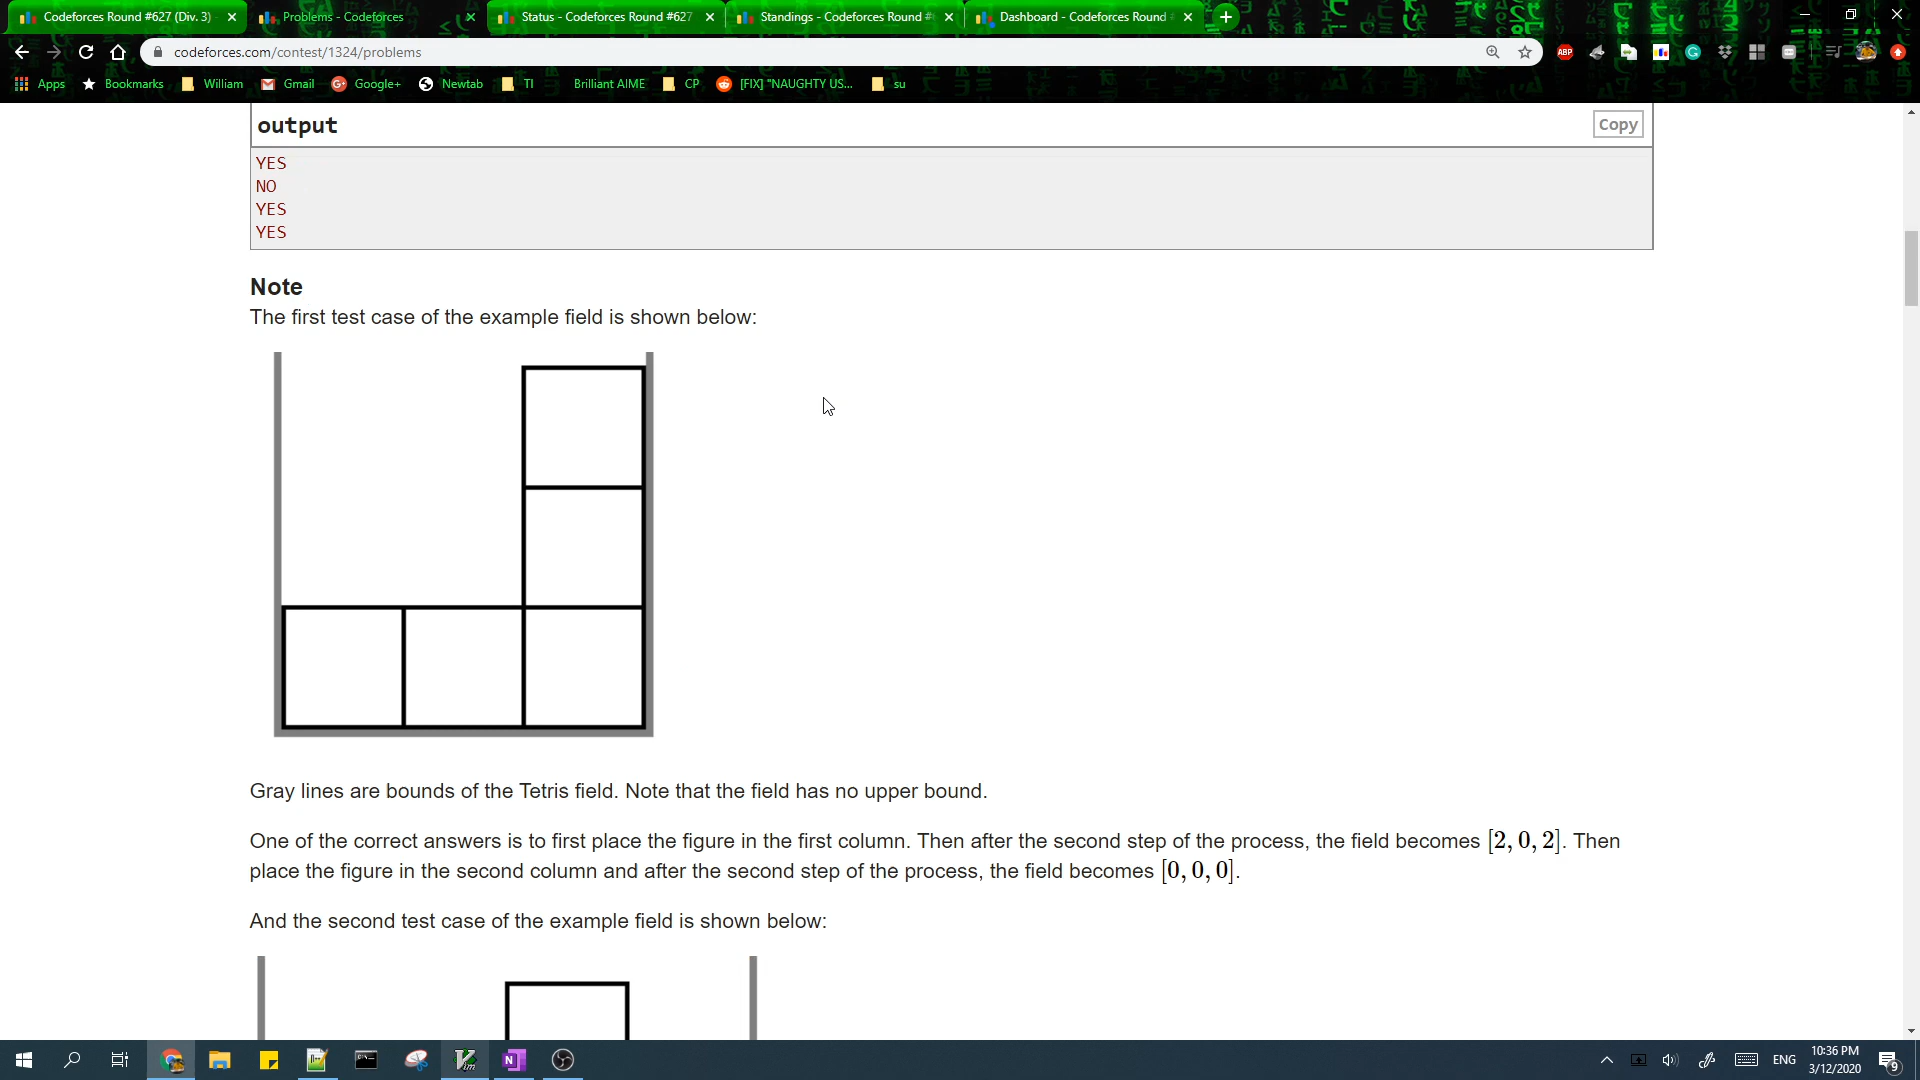 Codeforces Round #627 (Div. 3)
Problems - Codeforces
Status - Codeforces Round #627
Standings - Codeforces Round #
Dashboard - Codeforces Round
codeforces.com/contest/1324/problems
ABP
Apps
Bookmarks
William
Gmail
Google+
Newtab
TI
Brilliant AIME
CP
[FIX] "NAUGHTY US...
su
output
Copy
YES
NO
YES
YES
Note
The first test case of the example field is shown below:
Gray lines are bounds of the Tetris field. Note that the field has no upper bound.
One of the correct answers is to first place the figure in the first column. Then after the second step of the process, the field becomes [2, 0, 2]. Then
place the figure in the second column and after the second step of the process, the field becomes [0, 0, 0].
And the second test case of the example field is shown below:
ENG
10:36 PM
3/12/2020
9